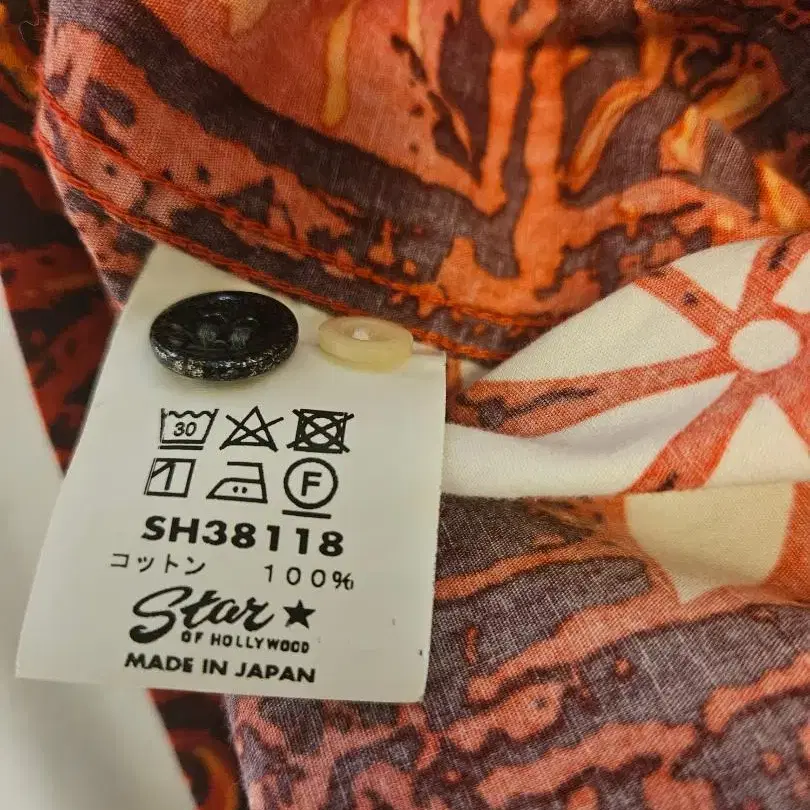 30
F
SH38118
コットン 100%
Star
OF HOLLYWOOD
MADE IN JAPAN